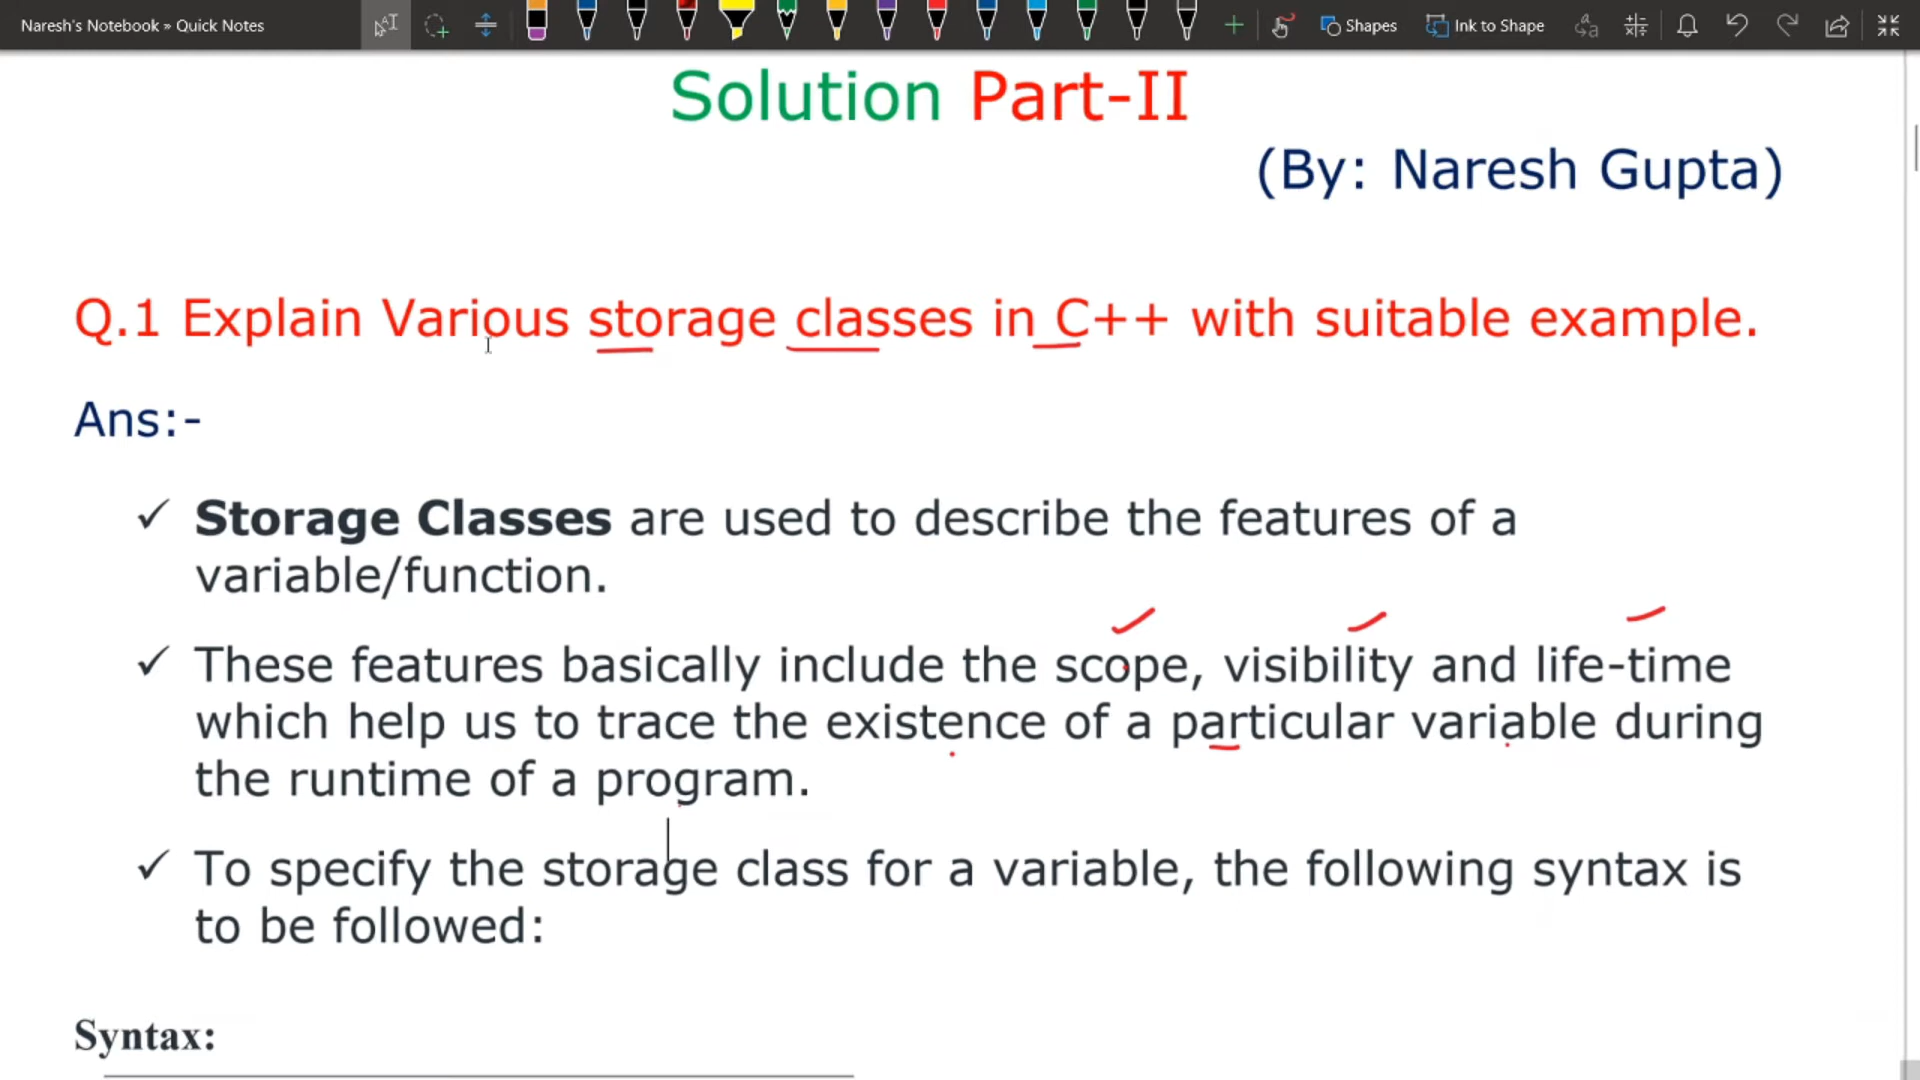 Naresh's Notebook » Quick Notes
Shapes
Ink to Shape
Solution Part-II
(By: Naresh Gupta)
Q.1 Explain Various storage classes in C++ with suitable example.
Ans:-
✓ Storage Classes are used to describe the features of a
variable/function.
✓ These features basically include the scope, visibility and life-time
which help us to trace the existence of a particular variable during
the runtime of a program.
✓ To specify the storage class for a variable, the following syntax is
to be followed:
Syntax: